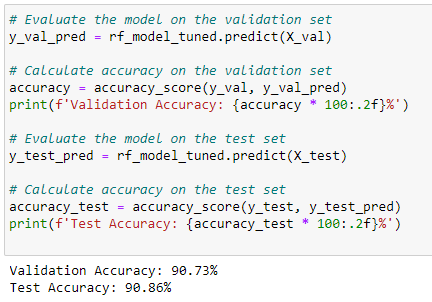 # Evaluate the model on the validation set
y_val_pred = rf_model_tuned.predict(X_val)
# Calculate accuracy on the validation set
accuracy = accuracy_score(y_val, y_val_pred)
print(f'Validation Accuracy: {accuracy * 100:.2f}%')
# Evaluate the model on the test set
y_test_pred = rf_model_tuned.predict(X_test)
# Calculate accuracy on the test set
accuracy_test = accuracy_score(y_test, y_test_pred)
print(f'Test Accuracy: {accuracy_test * 100:.2f}%')
Validation Accuracy: 90.73%
Test Accuracy: 90.86%